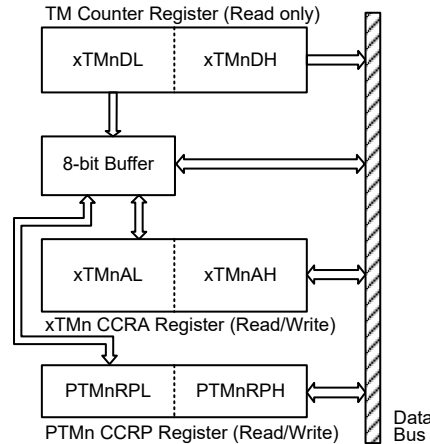 TM Counter Register (Read only)
xTMnDL xTMnDH
8-bit Buffer
xTMnAL xTMnAH
xTMn CCRA Register (Read/Write)
PTMnRPL PTMnRPH
PTMn CCRP Register (Read/Write)
Data
Bus